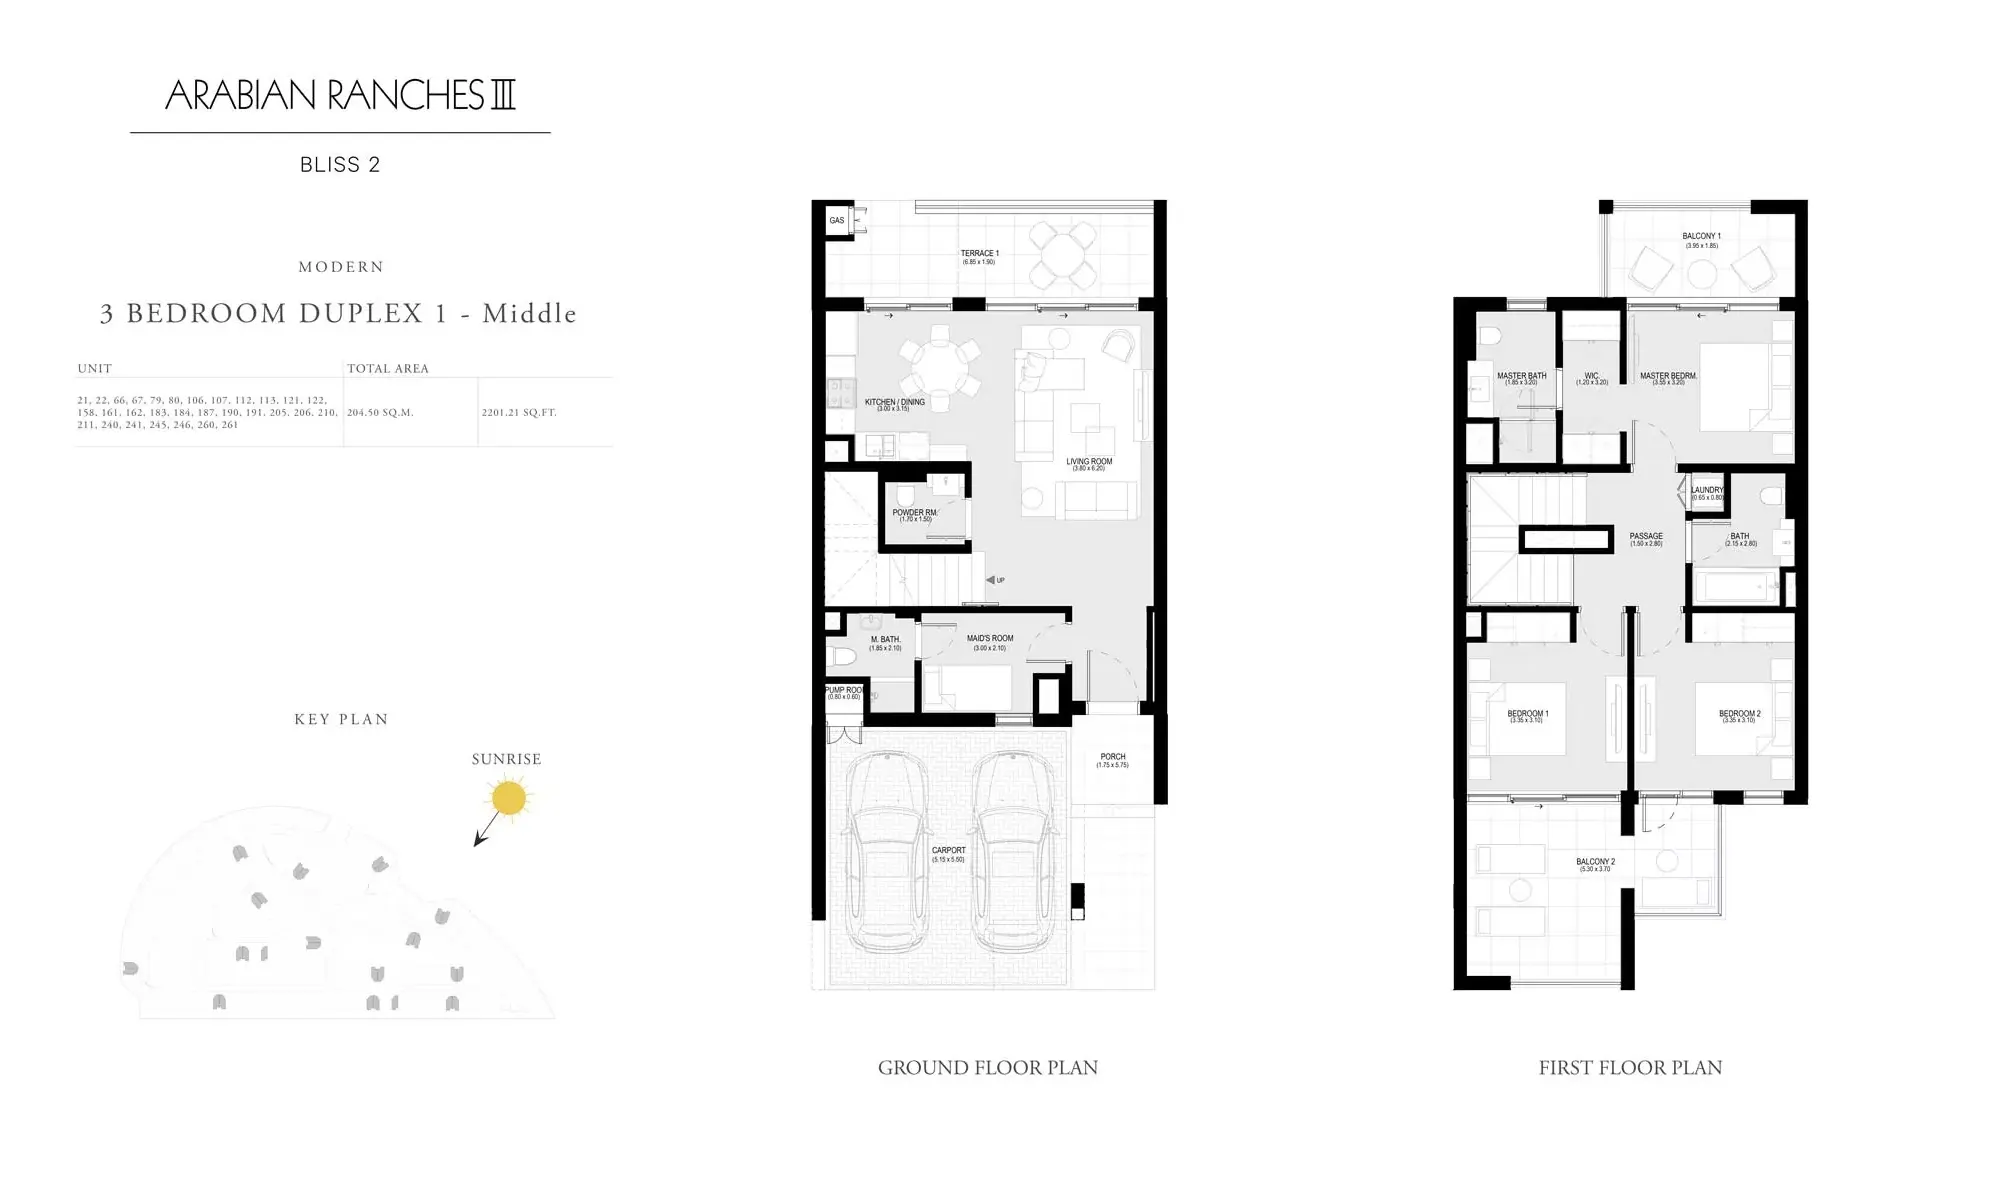 ARABIAN RANCHES III
BLISS 2
MODERN
3 BEDROOM DUPLEX 1 - Middle
UNIT
TOTAL AREA
21, 22, 66, 67, 79, 80, 106, 107, 112, 113, 121, 122,
158, 161, 162, 183, 184, 187, 190, 191, 205, 206, 210,
211, 240, 241, 245, 246, 260, 261
204.50 SQ.M.
2201.21 SQ.FT.
KEY PLAN
SUNRISE
GAS
TERRACE 1
(6.85 x 1.90)
KITCHEN / DINING
(3.00 x 3.15)
LIVING ROOM
(3.80 x 6.20)
POWDER RM.
(1.70 x 1.50)
UP
M. BATH.
(1.85 x 2.10)
MAID'S ROOM
(3.00 x 2.10)
PUMP ROO
(0.80 x 0.60)
PORCH
(1.75 x 5.75)
CARPORT
(5.15 x 5.50)
GROUND FLOOR PLAN
BALCONY 1
(3.95 x 1.85)
MASTER BATH
(1.85 x 3.20)
WIC.
(1.20 x 3.20)
MASTER BEDRM.
(3.55 x 3.20)
LAUNDRY
(0.65 x 0.80)
PASSAGE
(1.50 x 2.80)
BATH
(2.15 x 2.80)
BEDROOM 1
(3.35 x 3.10)
BEDROOM 2
(3.35 x 3.10)
BALCONY 2
(5.30 x 3.70
FIRST FLOOR PLAN